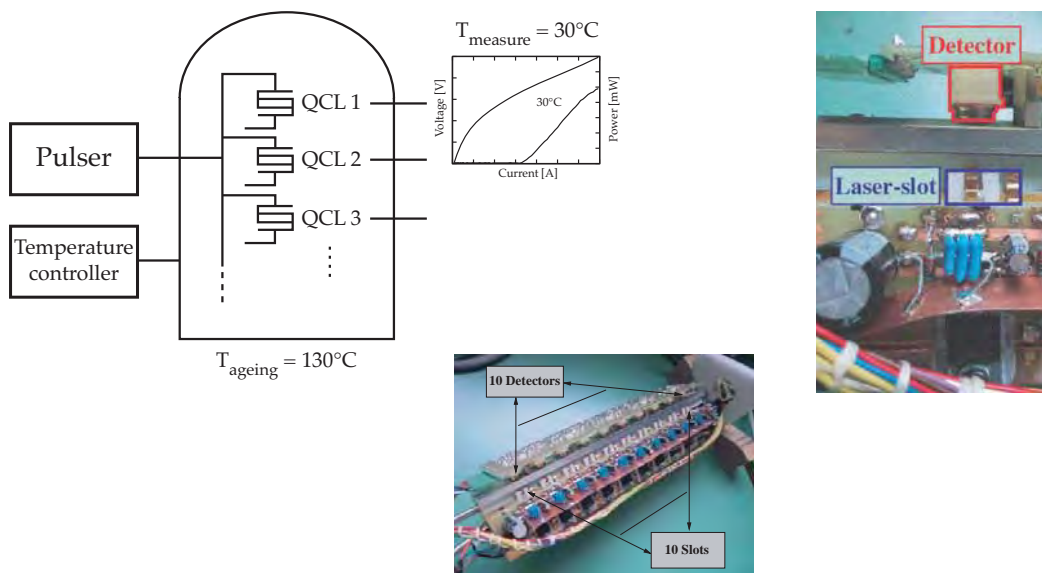 T_measure = 30°C
QCL 1
Voltage [V]
30°C
Power [mW]
Current [A]
Pulser
QCL 2
QCL 3
Temperature
controller
T_ageing = 130°C
Detector
Laser-slot
10 Detectors
10 Slots